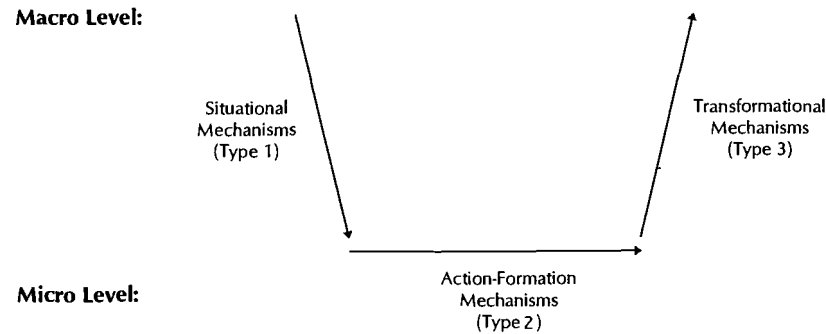 Macro Level:
Situational
Mechanisms
(Type 1)
Transformational
Mechanisms
(Type 3)
Action-Formation
Mechanisms
(Type 2)
Micro Level: